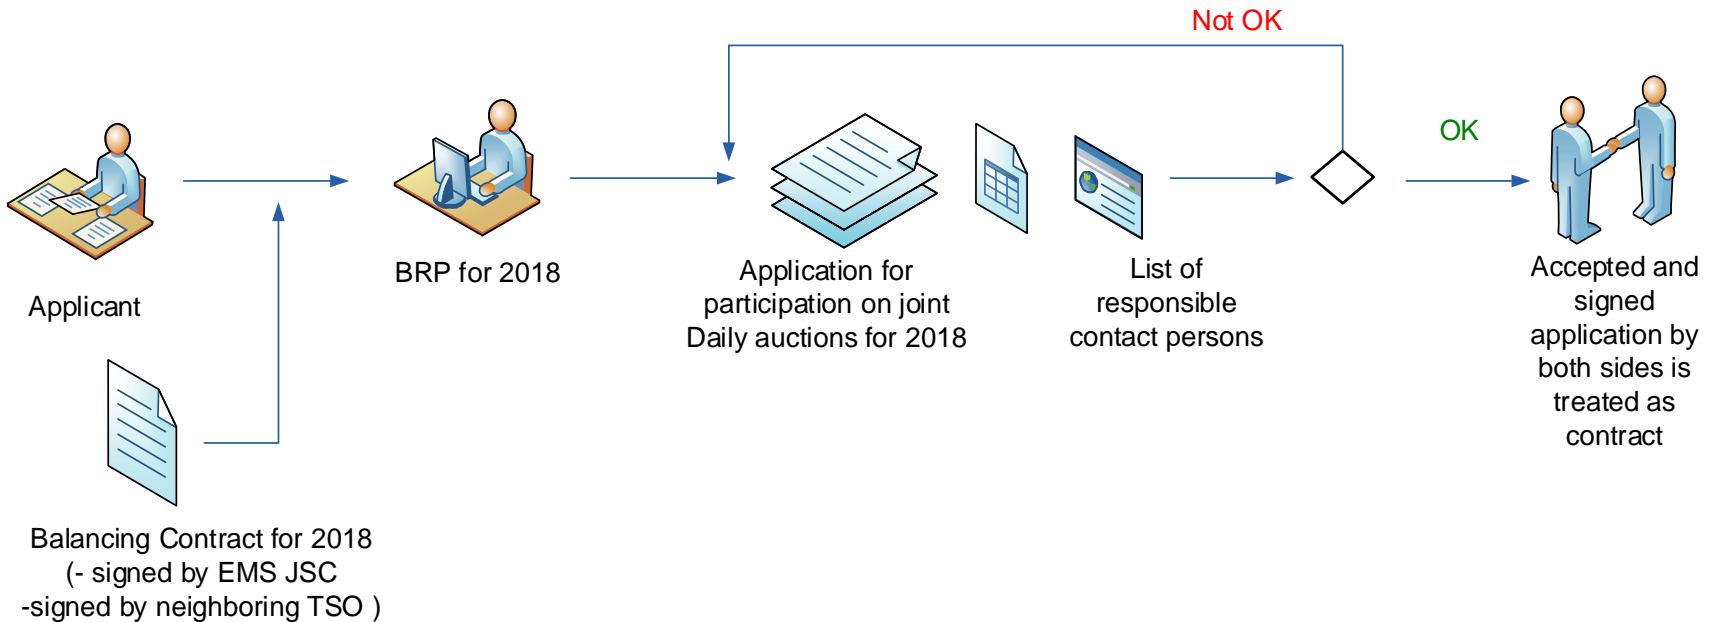 Not OK
OK
Applicant
BRP for 2018
Application for
participation on joint
Daily auctions for 2018
List of
responsible
contact persons
Accepted and
signed
application by
both sides is
treated as
contract
Balancing Contract for 2018
(- signed by EMS JSC
-signed by neighboring TSO )